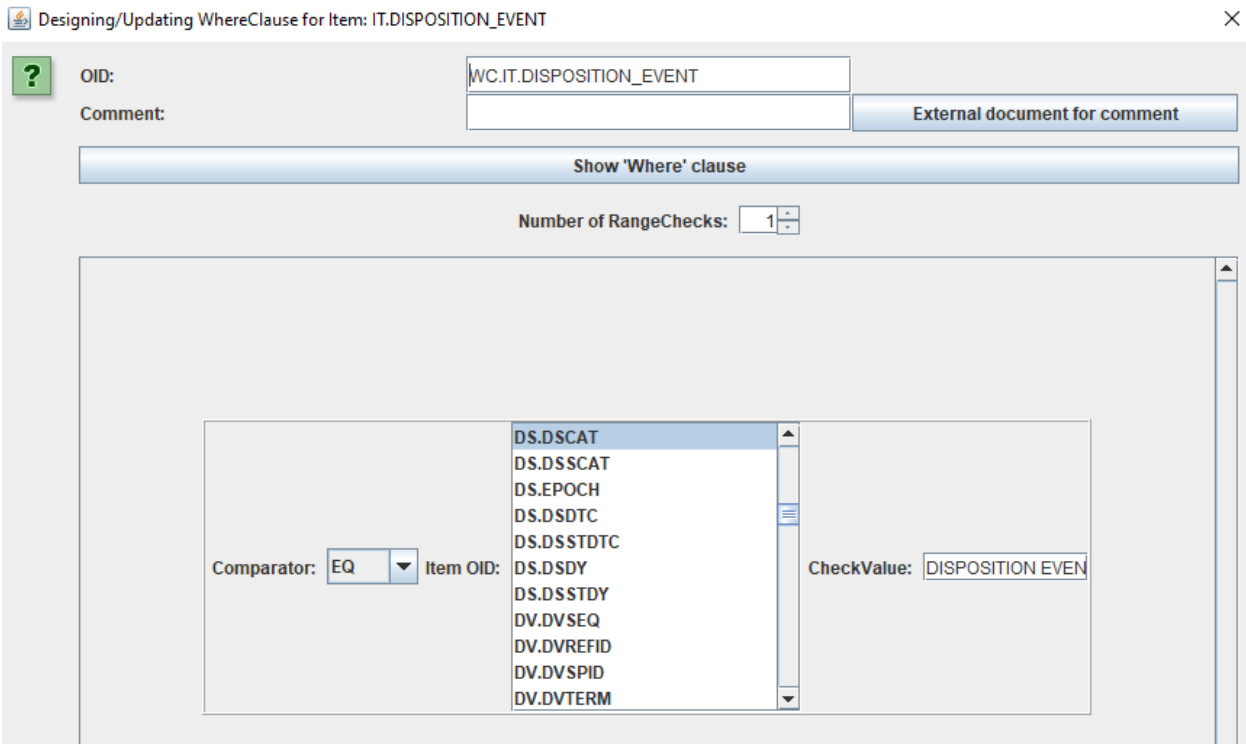 Designing/Updating WhereClause for Item: IT.DISPOSITION_EVENT
?
OID: WC.IT.DISPOSITION_EVENT
Comment: External document for comment
Show 'Where' clause
Number of RangeChecks: 1
DS.DSCAT
DS.DSSCAT
DS.EPOCH
DS.DSDTC
DS.DSSTDTC
Comparator: EQ Item OID: DS.DSDY CheckValue: DISPOSITION EVEN
DS.DSSTDY
DV.DVSEQ
DV.DVREFID
DV.DVSPID
DV.DVTERM